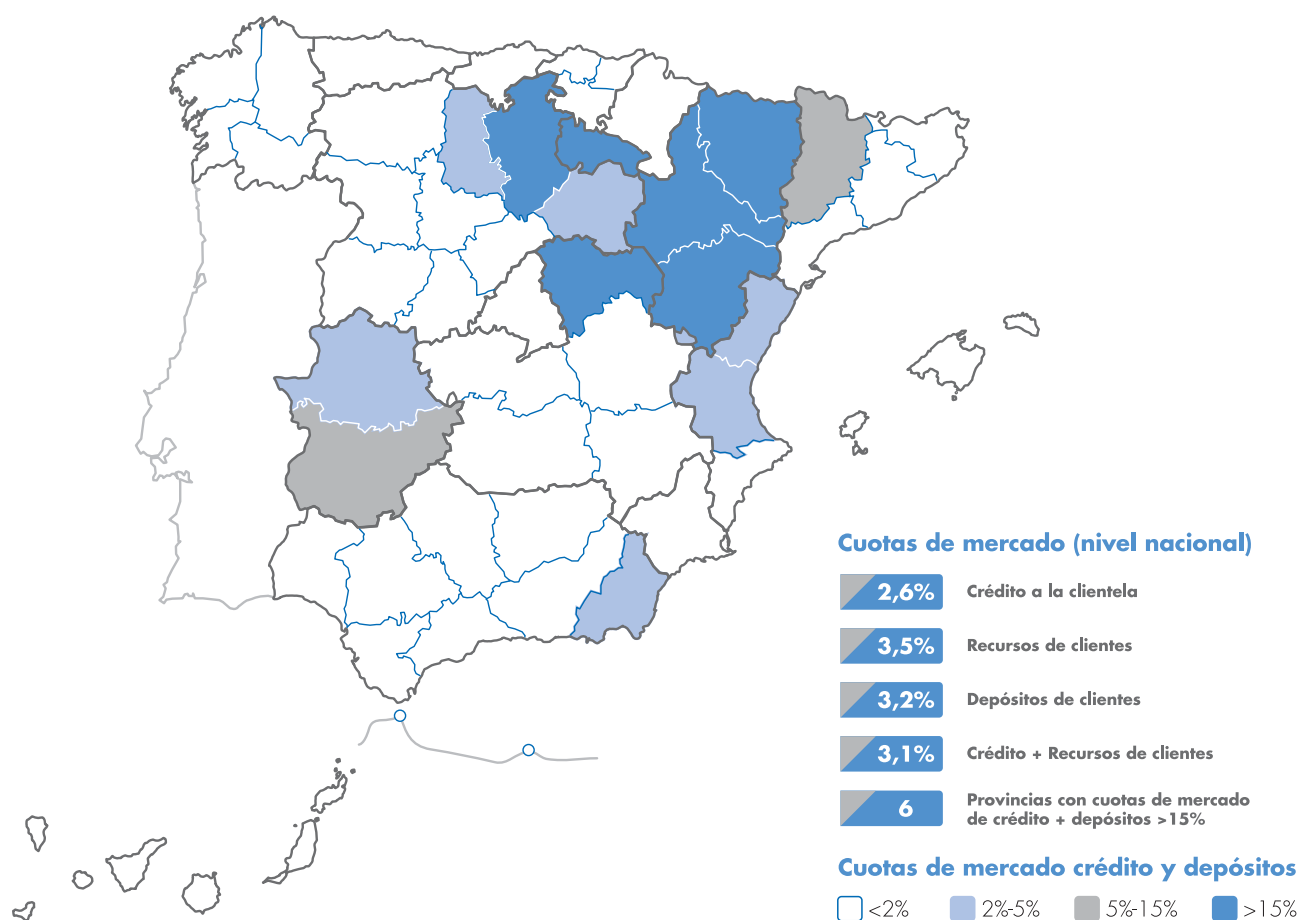 Cuotas de mercado (nivel nacional)
2,6% Crédito a la clientela
3,5% Recursos de clientes
3,2% Depósitos de clientes
3,1% Crédito + Recursos de clientes
6 Provincias con cuotas de mercado
de crédito + depósitos >15%
Cuotas de mercado crédito y depósitos
<2% 2%-5% 5%-15% >15%